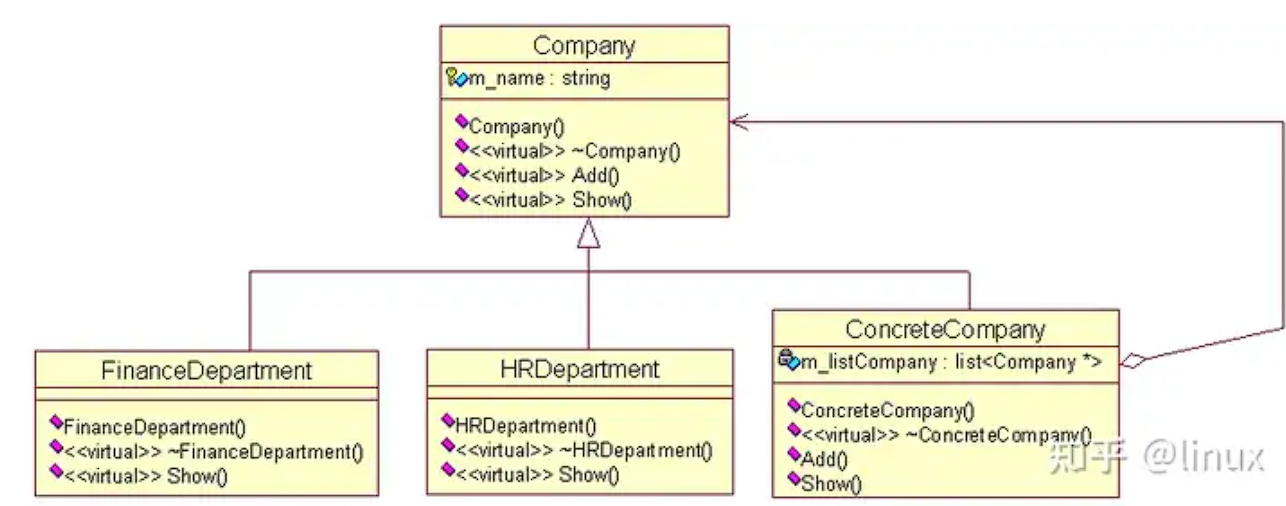 Company
m_name : string
Company()
<<virtual>> ~Company()
<<virtual>> Add()
<<virtual>> Show()
FinanceDepartment
FinanceDepartment()
<<virtual>> ~FinanceDepartment()
<<virtual>> Show()
HRDepartment
HRDepartment()
<<virtual>> ~HRDepartment()
<<virtual>> Show()
ConcreteCompany
m_listCompany : list<Company *>
ConcreteCompany()
<<virtual>> ~ConcreteCompany()
Add()
Show()
知乎 @linux